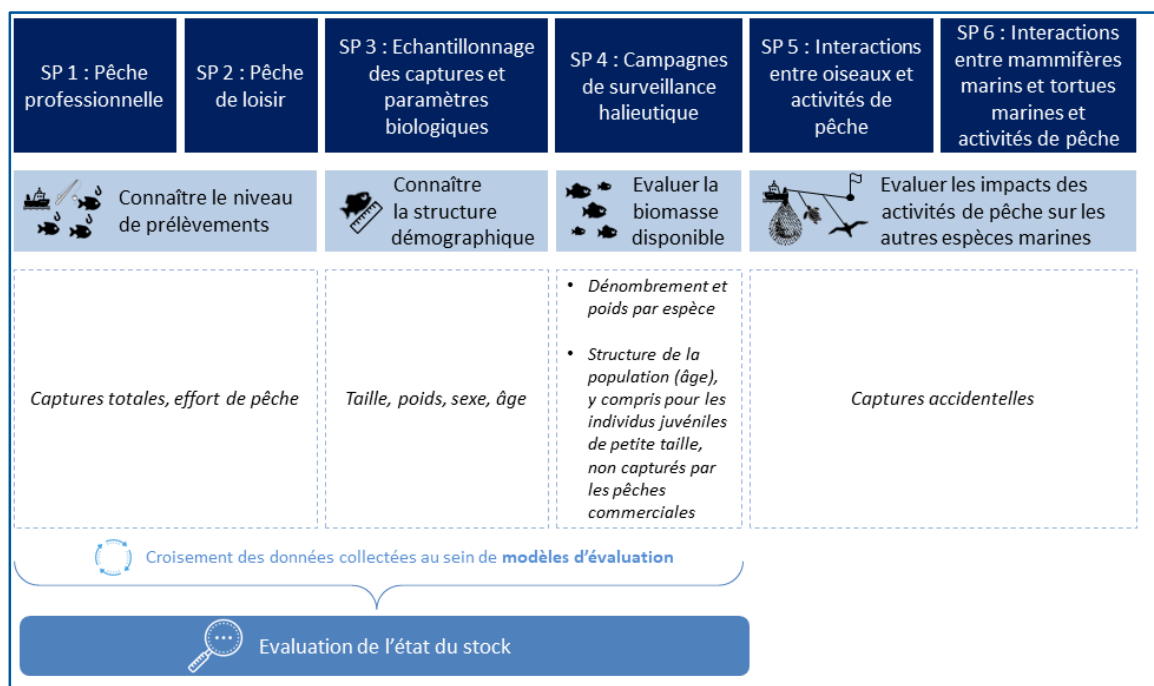 SP 1 : Pêche
professionnelle
SP 2 : Pêche
de loisir
SP 3 : Echantillonnage
des captures et
paramètres
biologiques
SP 4 : Campagnes
de surveillance
halieutique
SP 5 : Interactions
entre oiseaux et
activités de
pêche
SP 6 : Interactions
entre mammifères
marins et tortues
marines et
activités de pêche
Connaître le niveau
de prélèvements
Connaître
la structure
démographique
Evaluer la
biomasse
disponible
Evaluer les impacts des
activités de pêche sur les
autres espèces marines
Captures totales, effort de pêche
Taille, poids, sexe, âge
• Dénombrement et
poids par espèce
• Structure de la
population (âge),
y compris pour les
individus juvéniles
de petite taille,
non capturés par
les pêches
commerciales
Captures accidentelles
Croisement des données collectées au sein de modèles d'évaluation
Evaluation de l'état du stock